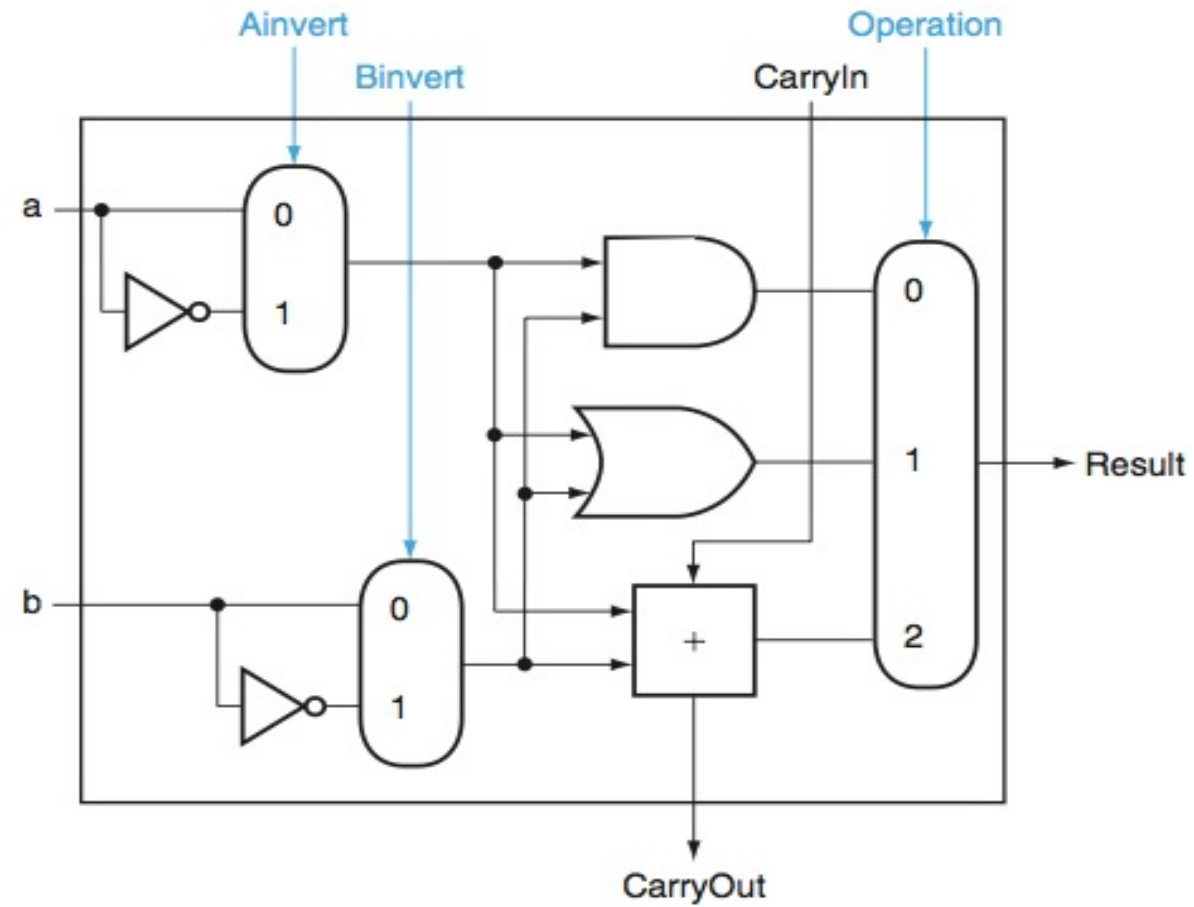 Ainvert
Operation
Binvert
CarryIn
a
0
1
0
1
Result
b
0
1
+
2
CarryOut